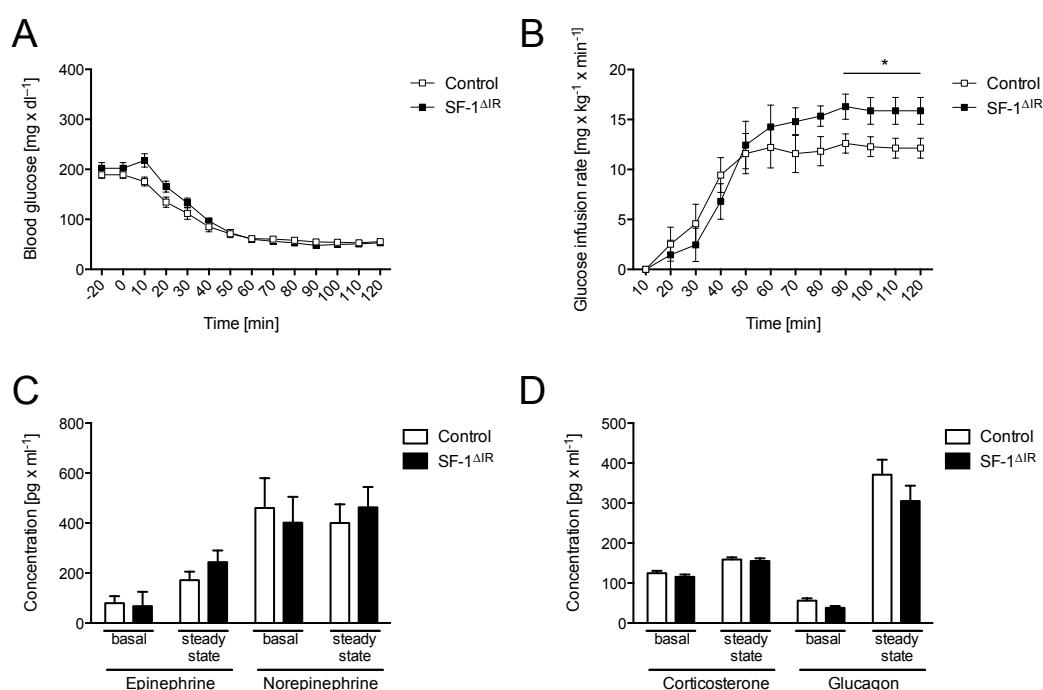 A
Blood glucose [mg x dl⁻¹]
400
300
200
100
0
-20
0
10
20
30
40
50
60
70
80
90
100
110
120
Time [min]
Control
SF-1ΔIR
B
Glucose infusion rate [mg x kg⁻¹ x min⁻¹]
20
15
10
5
0
10
20
30
40
50
60
70
80
90
100
110
120
Time [min]
*
Control
SF-1ΔIR
C
Concentration [pg x ml⁻¹]
800
600
400
200
0
basal
steady
state
basal
steady
state
Epinephrine
Norepinephrine
Control
SF-1ΔIR
D
Concentration [pg x ml⁻¹]
500
400
300
200
100
0
basal
steady
state
basal
steady
state
Corticosterone
Glucagon
Control
SF-1ΔIR